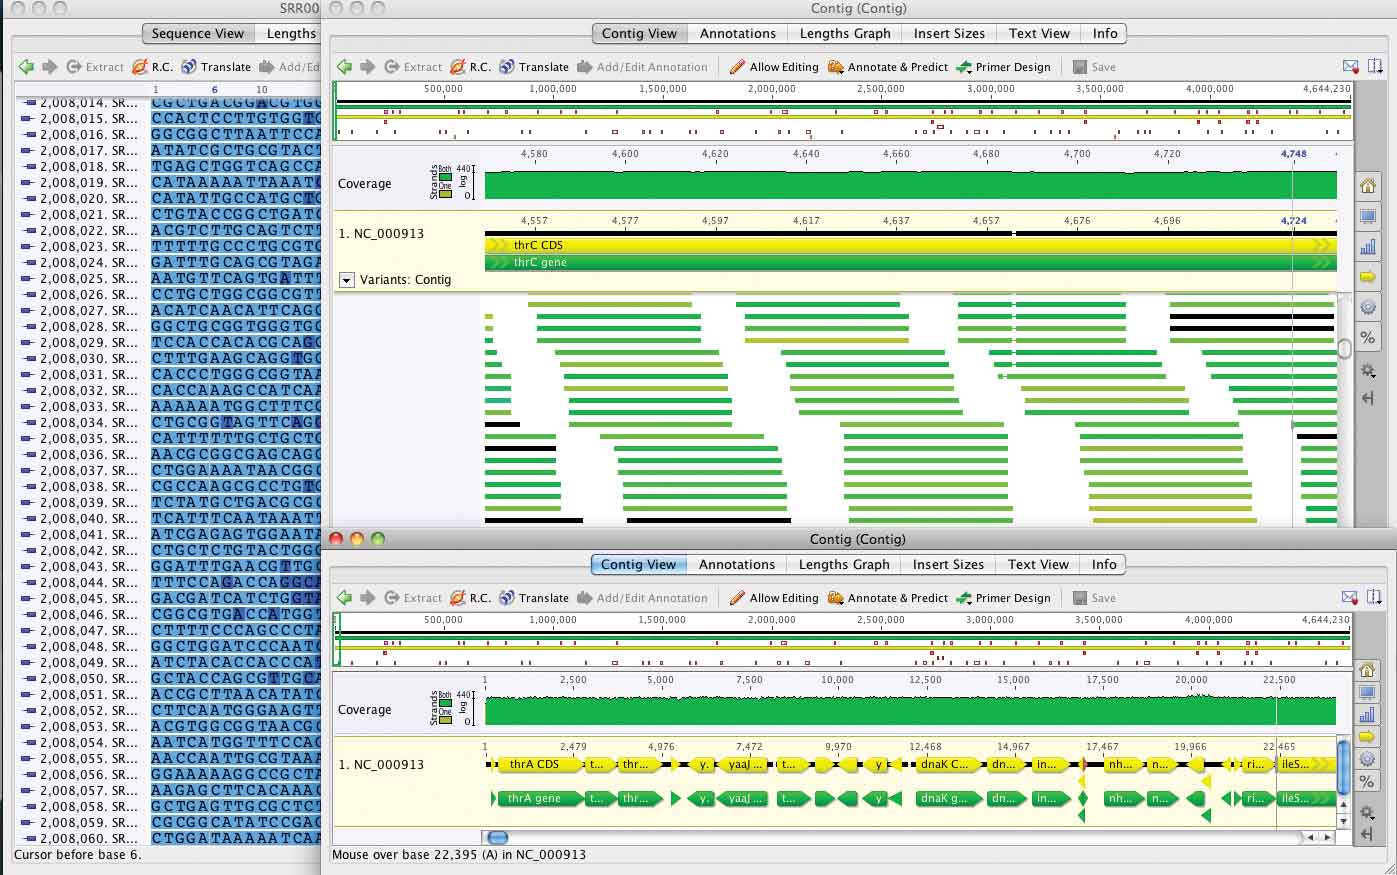 SRR00
Sequence View Lengths
Extract R.C. Translate Add/Ed
1 6 10
2,008,014. SR... CGCTGACGGACGTGG
2,008,015. SR... CCACTCCTTGTGGTG
2,008,016. SR... GGCGGCTTAATTCCA
2,008,017. SR... ATATCGCTGCGTACT
2,008,018. SR... TGAGCTGGTCAGCCA
2,008,019. SR... CATAAAAATTAAATC
2,008,020. SR... CATATTGCCATGCTG
2,008,021. SR... CTGTACCGGCTGATC
2,008,022. SR... ACGTCTTGCAGTCTT
2,008,023. SR... TTTTTGCCCTGCGTG
2,008,024. SR... GATTTGCAGCGTAGA
2,008,025. SR... AATGTTCAGTGATTT
2,008,026. SR... CCTGCTGGCGGCGTT
2,008,027. SR... ACATCAACATTCAGC
2,008,028. SR... GGCTGCGGTGGGTGG
2,008,029. SR... TCCACCACACGCAGG
2,008,030. SR... CTTTGAAGCAGGTGG
2,008,031. SR... CACCCTGGGCGGTAA
2,008,032. SR... CACCAAAGCCATCAA
2,008,033. SR... AAAAAATGGCTTTCG
2,008,034. SR... CTGCGGTAGTTCAGG
2,008,035. SR... CATTTTTTGCTGCTG
2,008,036. SR... AACGCGGCGAGCAGG
2,008,037. SR... CTGGAAAATAACGGC
2,008,038. SR... CGCCAAGCGCCTGTG
2,008,039. SR... TCTATGCTGACGCGC
2,008,040. SR... TCATTTCAATAAATT
2,008,041. SR... ATCGAGAGTGGAATA
2,008,042. SR... CTGCTCTGTACTGGG
2,008,043. SR... GGATTTGAACGTTGG
2,008,044. SR... TTTCCAGACCAGGCA
2,008,045. SR... GACGATCATCTGGTA
2,008,046. SR... CGGCGTGACCATGGT
2,008,047. SR... CTTTTCCCAGCCCTA
2,008,048. SR... GCTGGATCCCAATC
2,008,049. SR... ATCTACACCACCCAT
2,008,050. SR... GCTACCAGCGTTGCA
2,008,051. SR... ACCGCTTAACATATG
2,008,052. SR... CTTCAATGGGAAGTT
2,008,053. SR... ACGTGGCGGTAACGC
2,008,054. SR... AATCATGGTTTCCAG
2,008,055. SR... AACCAATTGCGTAAA
2,008,056. SR... GGAAAAAGGCCGCTA
2,008,057. SR... AAGAGCTTCACAAAC
2,008,058. SR... GCTGAGTTGCGCTCT
2,008,059. SR... CGCGGCATATCCGAG
2,008,060. SR... CTGGATAAAAATCAA
Cursor before base 6.
Contig (Contig)
Contig View Annotations Lengths Graph Insert Sizes Text View Info
Extract R.C. Translate Add/Edit Annotation Allow Editing Annotate & Predict Primer Design Save
500,000 1,000,000 1,500,000 2,000,000 2,500,000 3,000,000 3,500,000 4,000,000 4,644,230
4,580 4,600 4,620 4,640 4,660 4,680 4,700 4,720 4,748
Coverage Strands Both One 440 log 0
4,557 4,577 4,597 4,617 4,637 4,657 4,676 4,696 4,724
1. NC_000913
thrC CDS
thrC gene
Variants: Contig
%
Contig (Contig)
Contig View Annotations Lengths Graph Insert Sizes Text View Info
Extract R.C. Translate Add/Edit Annotation Allow Editing Annotate & Predict Primer Design Save
500,000 1,000,000 1,500,000 2,000,000 2,500,000 3,000,000 3,500,000 4,000,000 4,644,230
1 2,500 5,000 7,500 10,000 12,500 15,000 17,500 20,000 22,500
Coverage Strands Both One 440 log 0
1 2,479 4,976 7,472 9,970 12,468 14,967 17,467 19,966 22,465
1. NC_000913 thrA CDS t... thr... y. yaaJ ... t... y dnaK C... dn... in... nh... n... ri... ileS...
thrA gene t... thr... y. yaaJ ... t... y dnaK g... dn... in... nh... n... ri... ileS...
%
Mouse over base 22,395 (A) in NC_000913